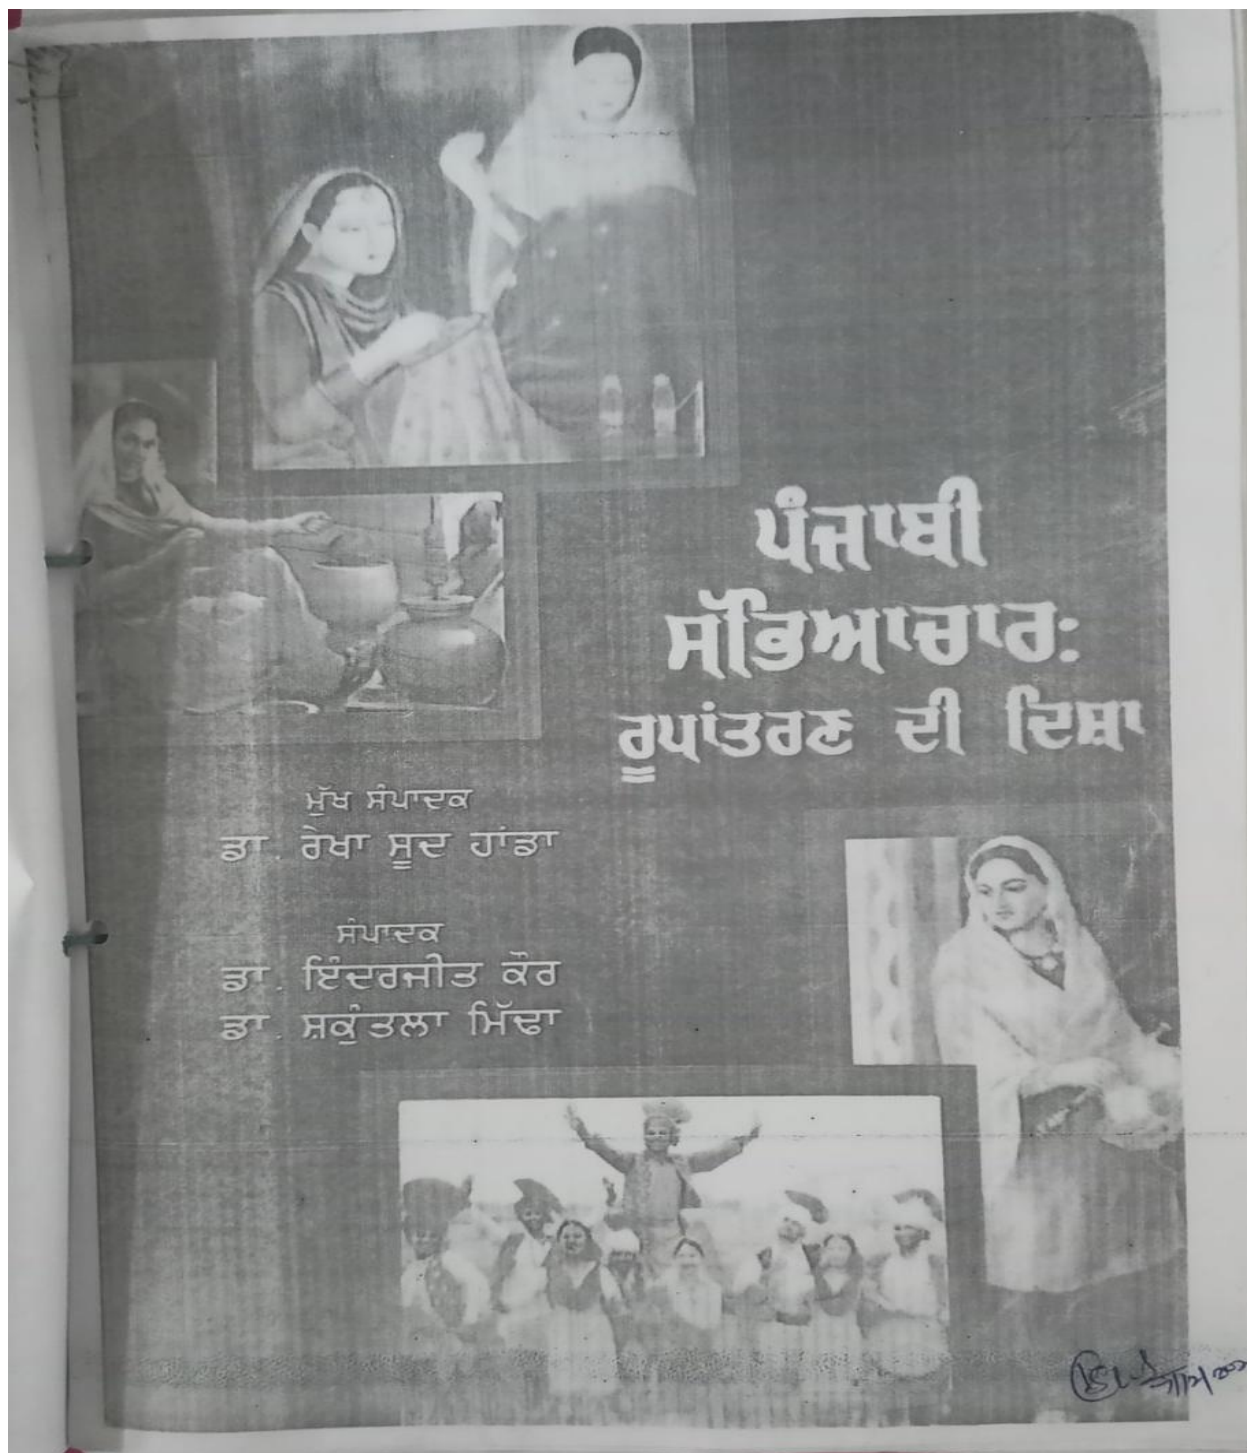 ਪੰਜਾਬੀ
ਸੱਭਿਆਚਾਰ:
ਰੂਪਾਂਤਰਣ ਦੀ ਦਿਸ਼ਾ
ਮੁੱਖ ਸੰਪਾਦਕ
ਡਾ. ਰੇਖਾ ਸੂਦ ਹਾਂਡਾ
ਸੰਪਾਦਕ
ਡਾ. ਇੰਦਰਜੀਤ ਕੌਰ
ਡਾ. ਸ਼ਕੁੰਤਲਾ ਮਿੱਢਾ